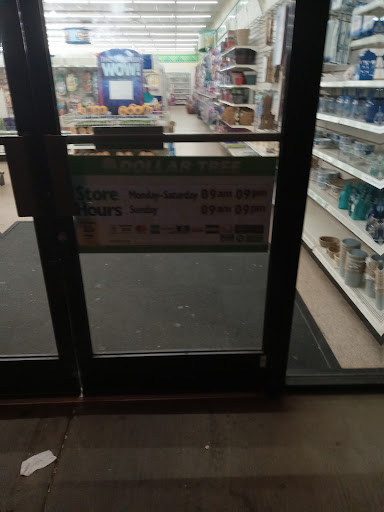 WOW!
DOLLAR TREE
Store Hours
Monday-Saturday 09 am 09 pm
Sunday 09 am 09 pm